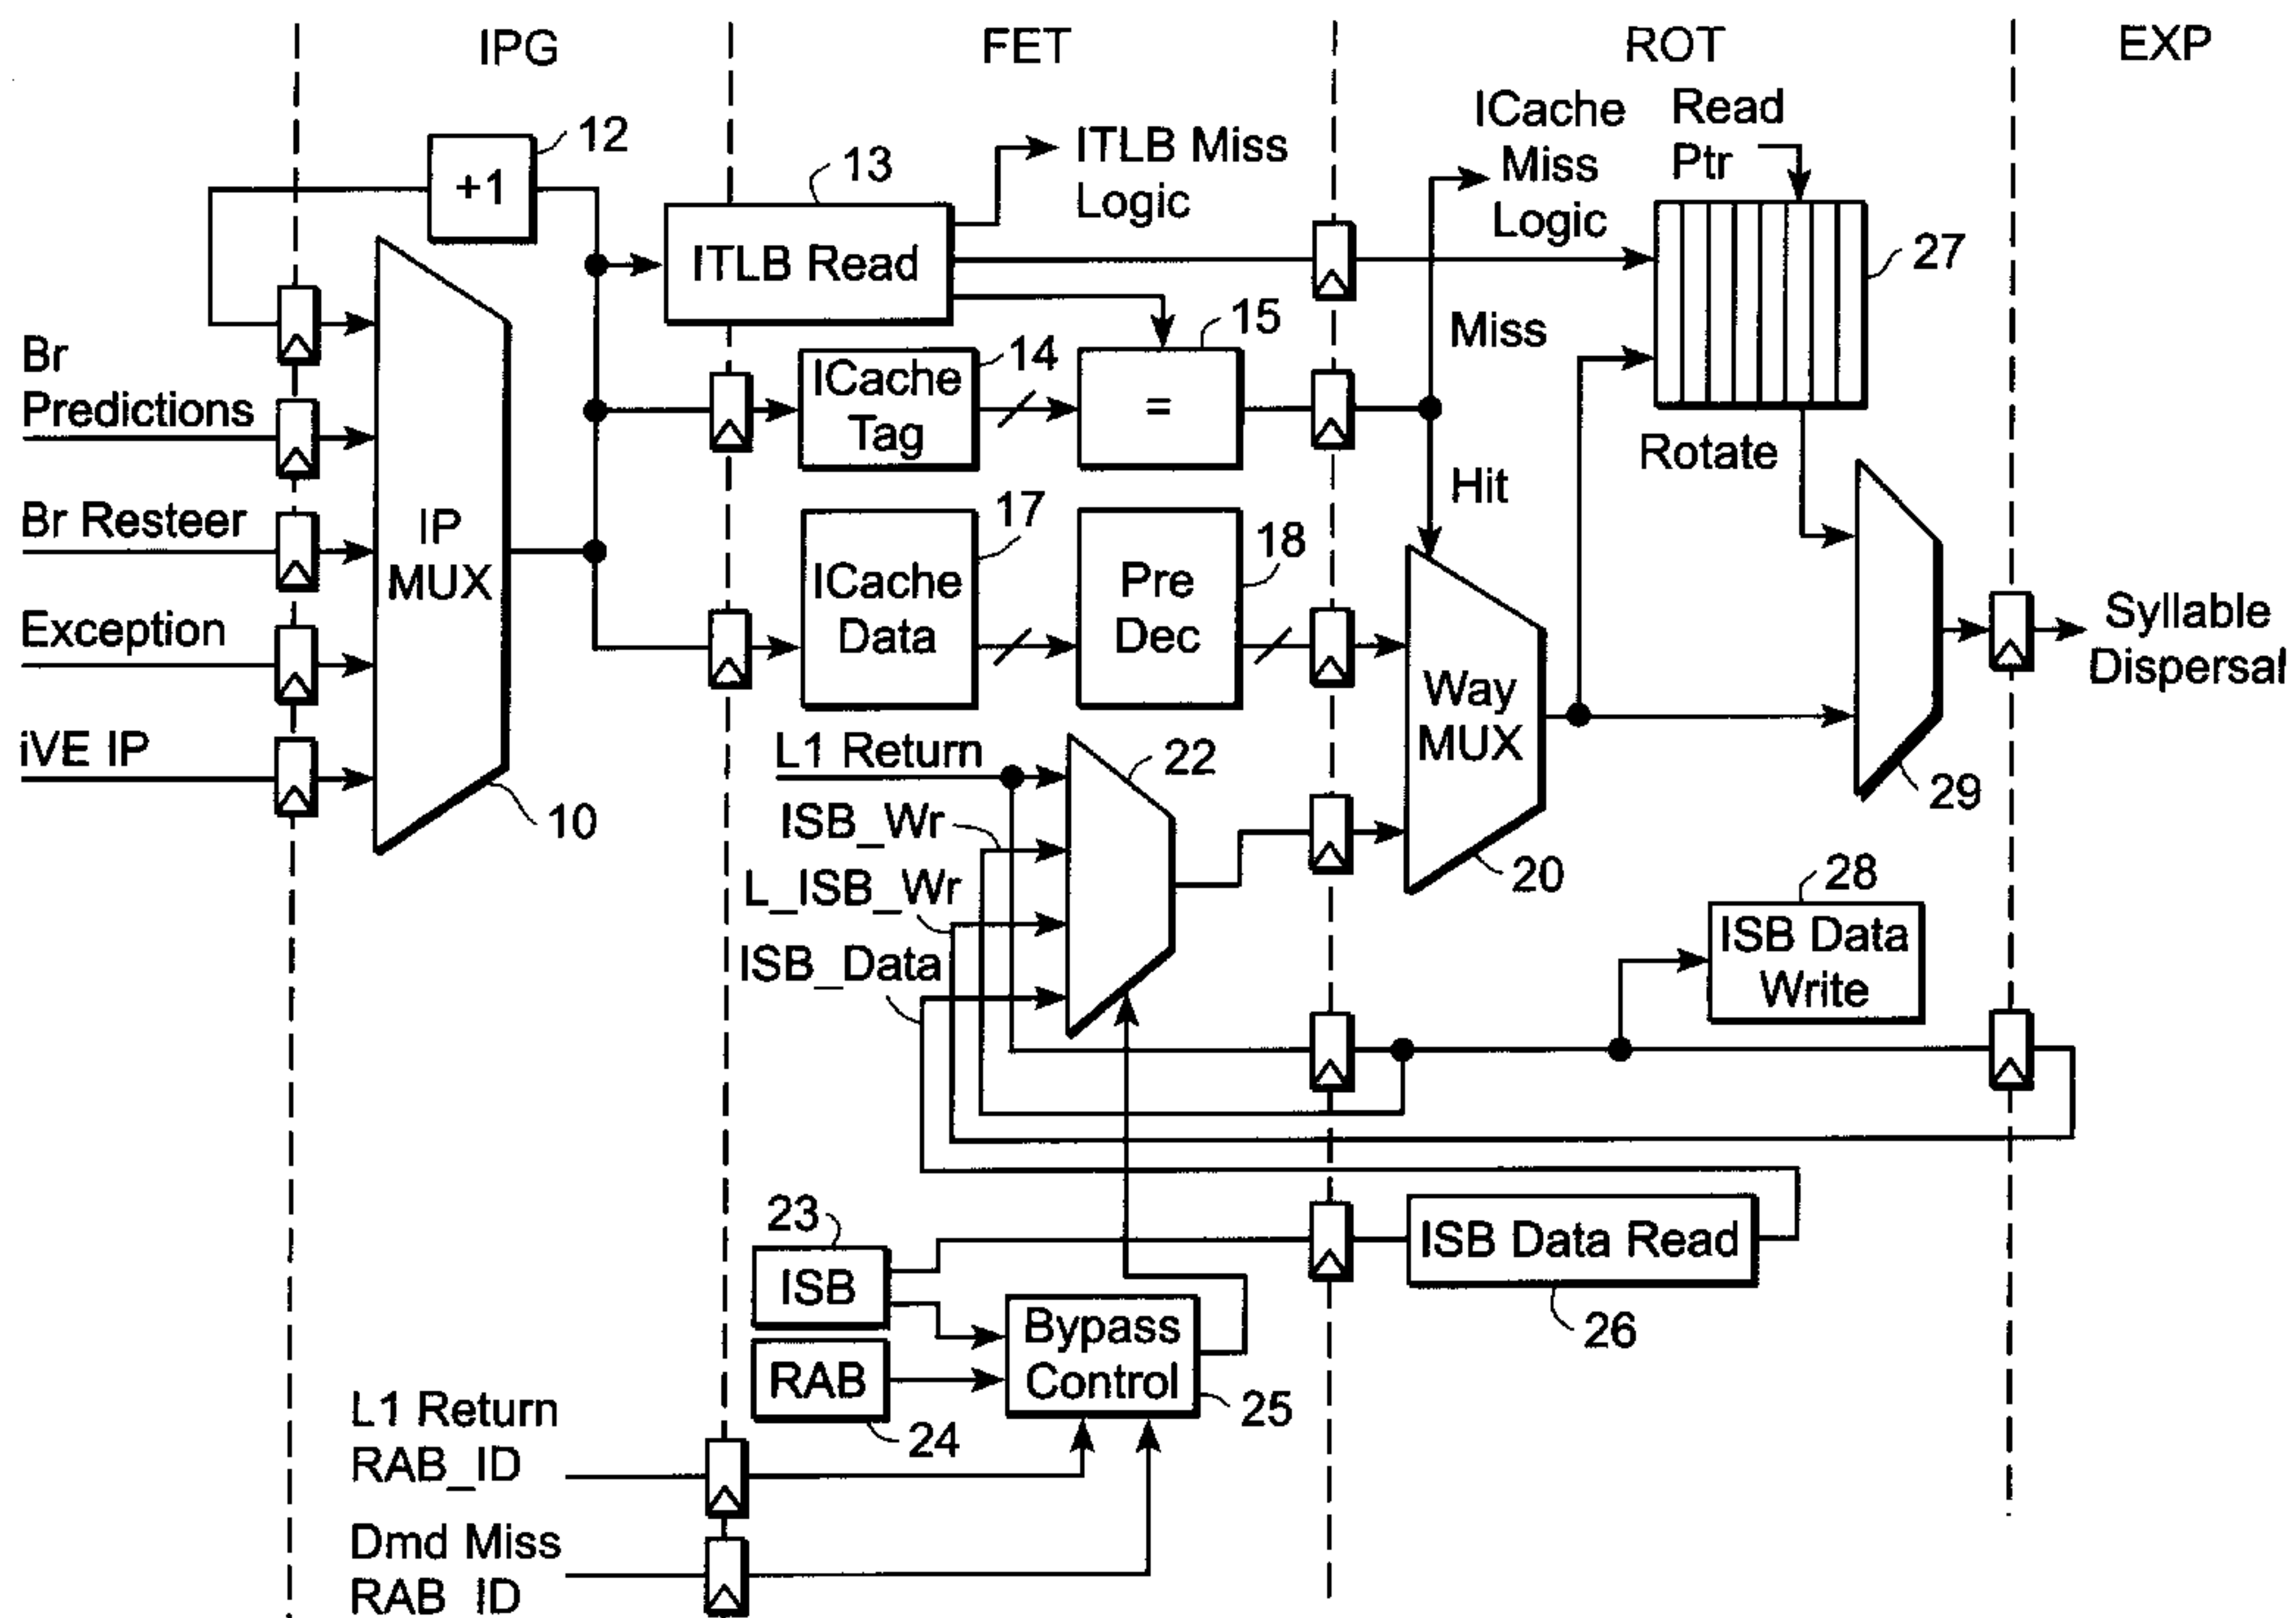 IPG
FET
ROT
EXP
12
+1
13
ITLB Read
ITLB Miss
Logic
ICache
Miss
Logic
Read
Ptr
27
Br
Predictions
Br Resteer
Exception
iVE IP
IP
MUX
10
14
ICache
Tag
15
=
Miss
Hit
Rotate
17
ICache
Data
18
Pre
Dec
Way
MUX
20
29
Syllable
Dispersal
L1 Return
22
ISB_Wr
L_ISB_Wr
ISB_Data
28
ISB Data
Write
23
ISB
ISB Data Read
26
RAB
24
Bypass
Control
25
L1 Return
RAB_ID
Dmd Miss
RAB ID